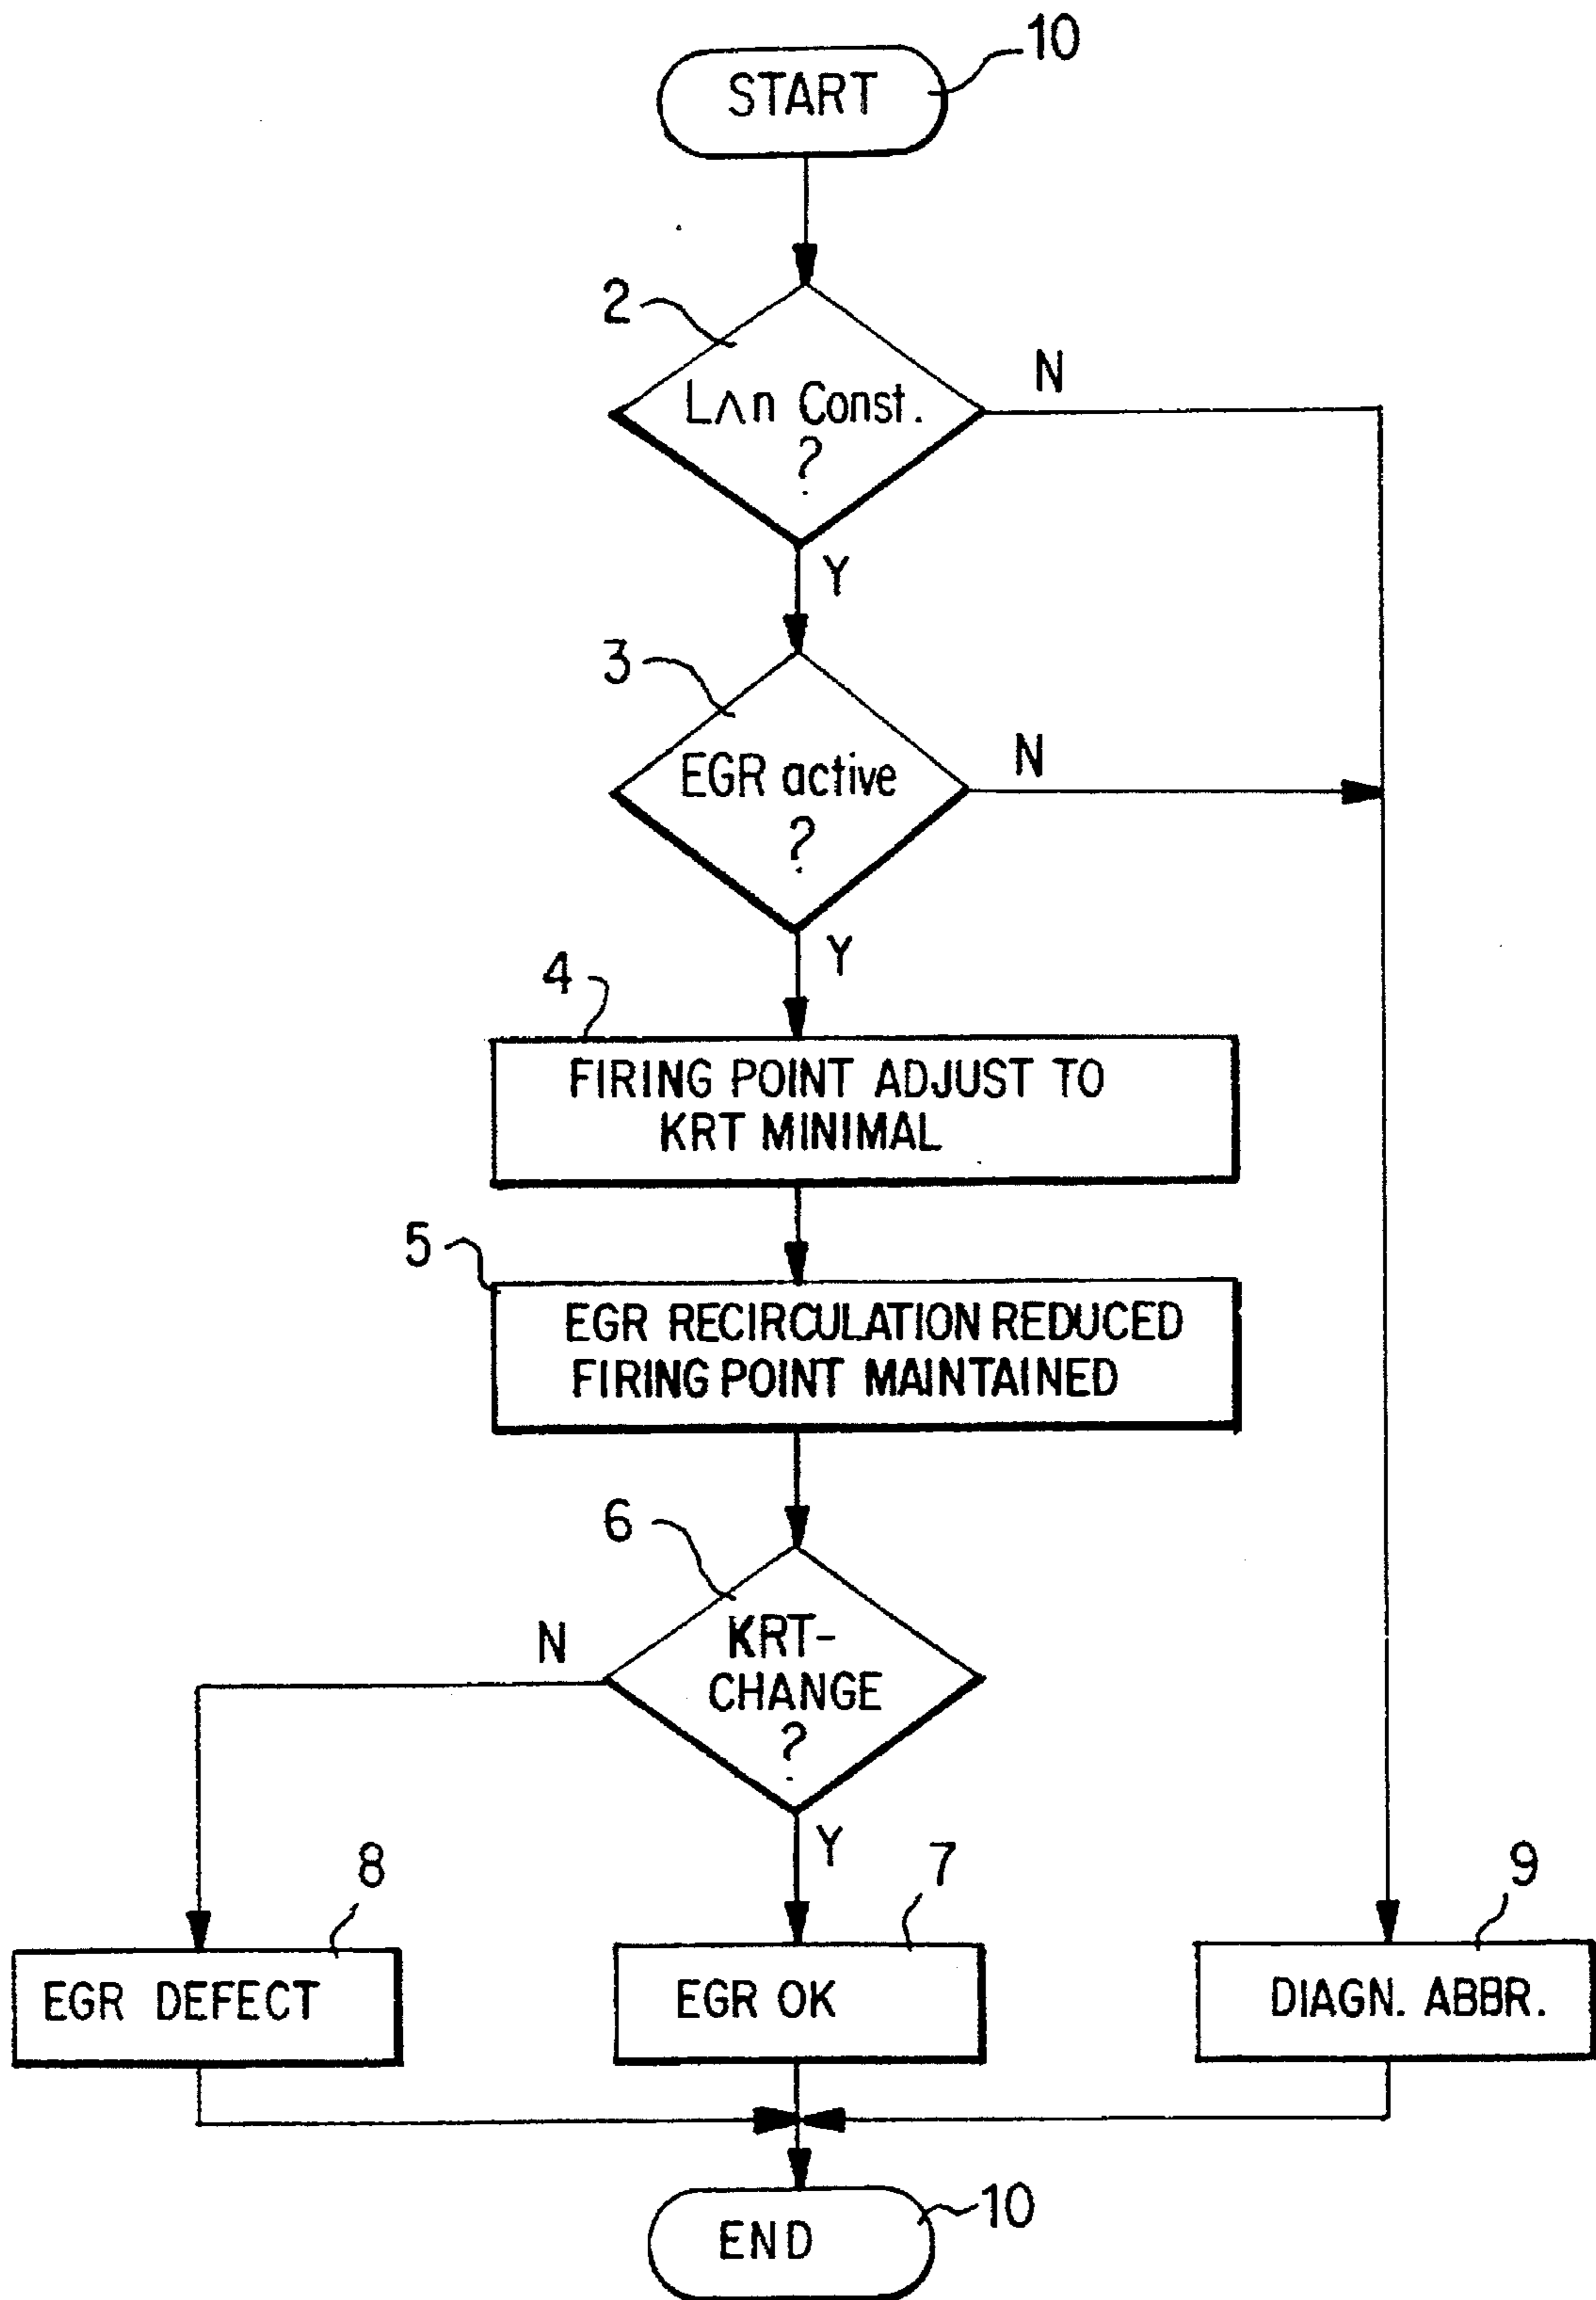 START
10
2
L∧n Const.
?
N
Y
3
EGR active
?
N
Y
4
FIRING POINT ADJUST TO
KRT MINIMAL
5
EGR RECIRCULATION REDUCED
FIRING POINT MAINTAINED
6
KRT-
CHANGE
?
N
Y
8
EGR DEFECT
7
EGR OK
9
DIAGN. ABBR.
END
10